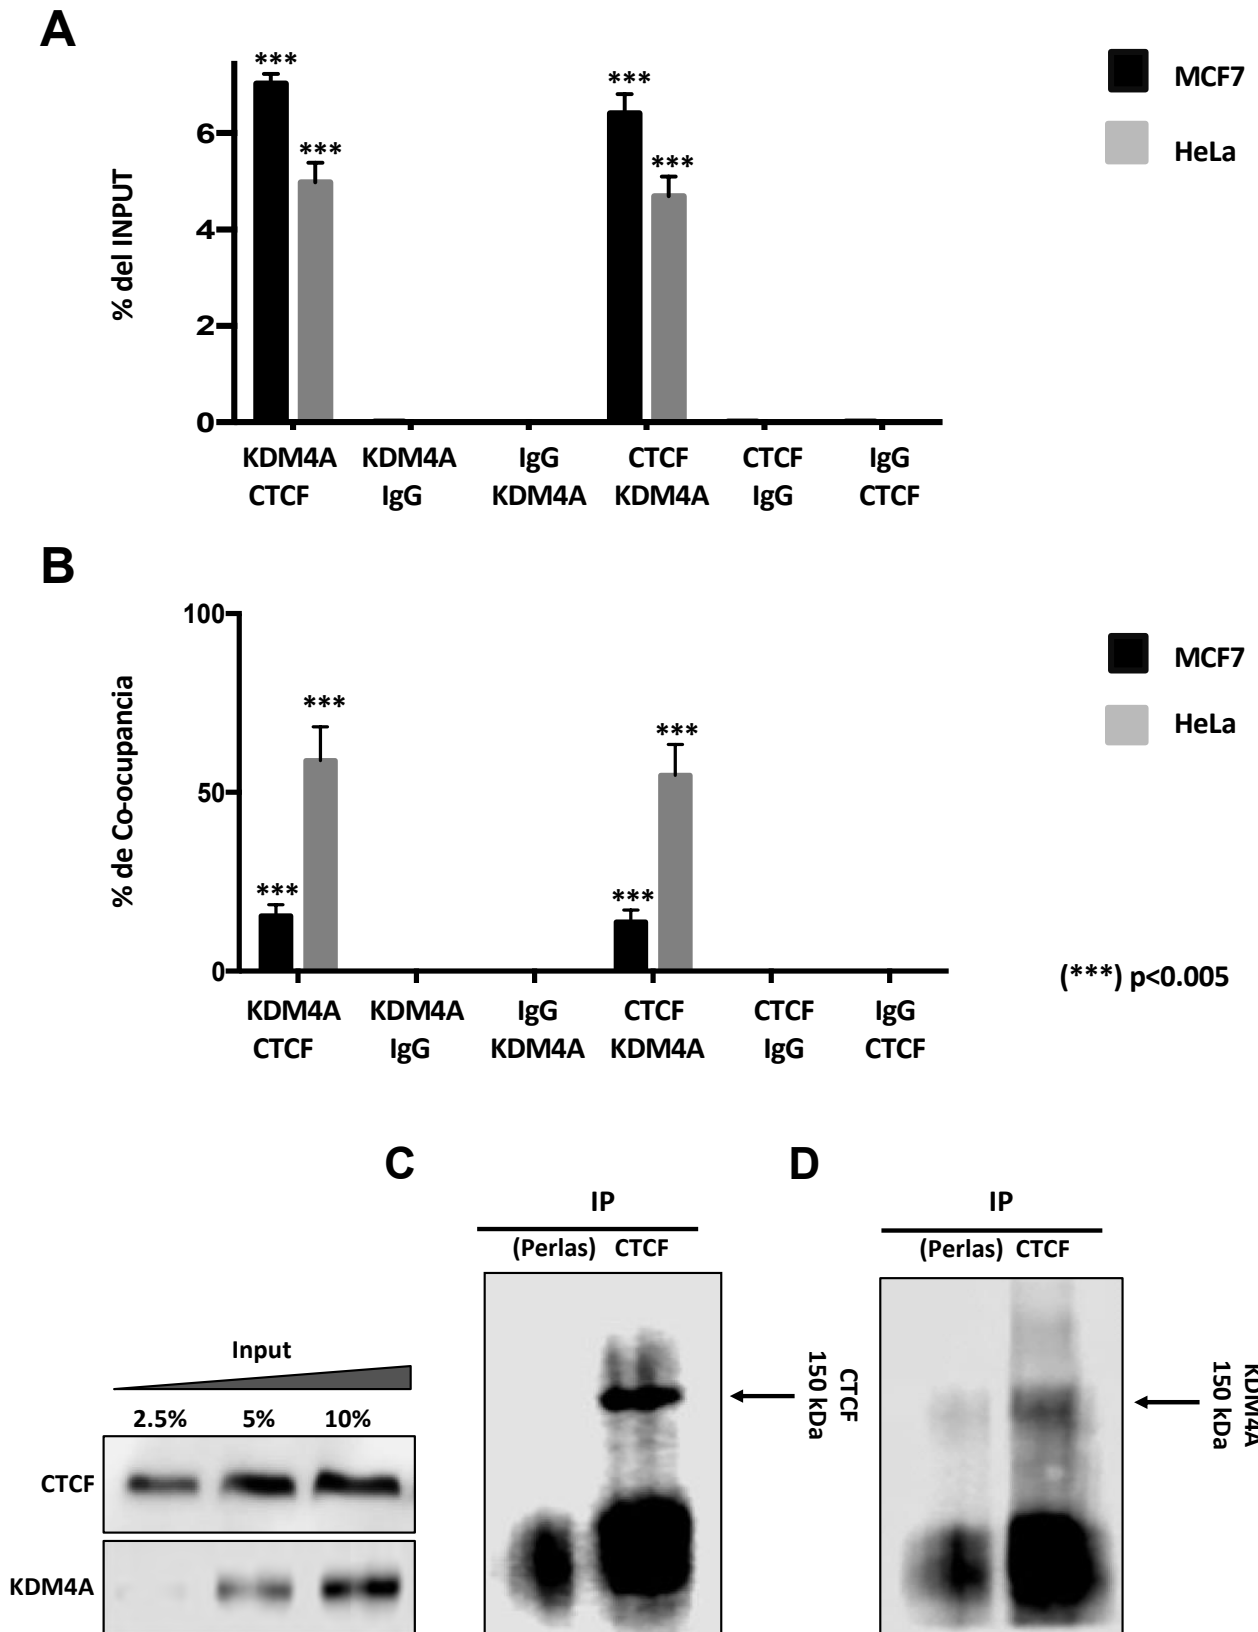 A
***
***
***
***
MCF7
HeLa
% del INPUT
6
4
2
0
KDM4A KDM4A IgG CTCF CTCF IgG
CTCF IgG KDM4A KDM4A IgG CTCF
B
100
50
0
% de Co-ocupancia
***
***
***
***
MCF7
HeLa
(***) p<0.005
KDM4A KDM4A IgG CTCF CTCF IgG
CTCF IgG KDM4A KDM4A IgG CTCF
Input
2.5% 5% 10%
CTCF
KDM4A
C
IP
(Perlas) CTCF
CTCF
150 kDa
D
IP
(Perlas) CTCF
KDM4A
150 kDa